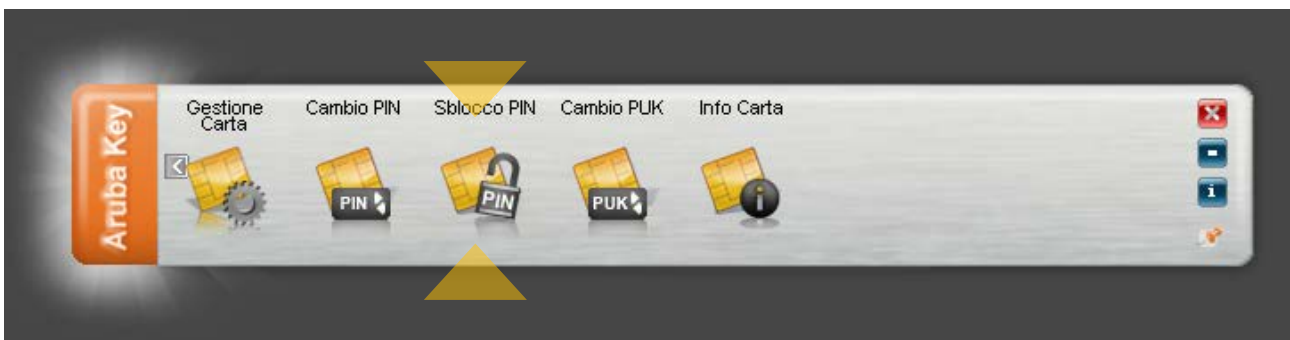 Aruba Key
Gestione
Carta
Cambio PIN
Sblocco PIN
Cambio PUK
Info Carta
PIN
PIN
PUK
i
i